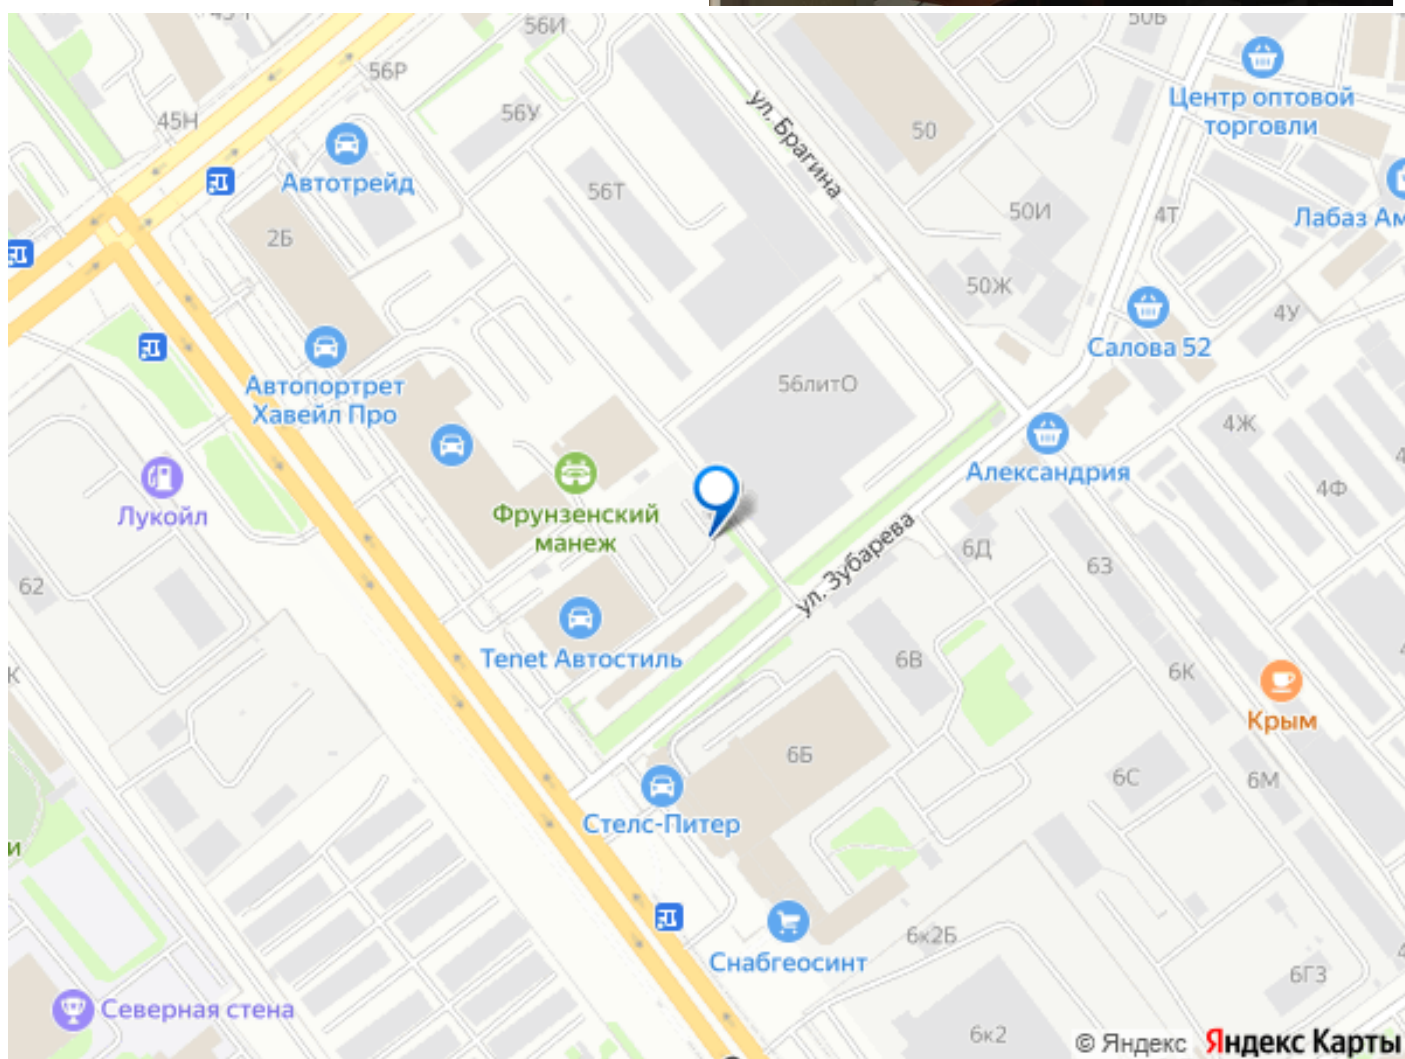 56И
50Б
56Р
Центр оптовой
торговли
45Н
56У
ул. Брагина
50
Автотрейд
Лабаз Ам
56Т
50И
4Т
2Б
50Ж
4У
Салова 52
Автопортрет
Хавейл Про
56литО
4Ж
Александрия
4Ф
Лукойл
Фрунзенский
манеж
ул. Зубарева
6Д
63
62
Tenet Автостиль
6В
6К
К
Крым
6Б
6С
6М
Стелс-Питер
и
6к2Б
Снабгеосинт
6Г3
Северная стена
6к2
© Яндекс Яндекс Карты